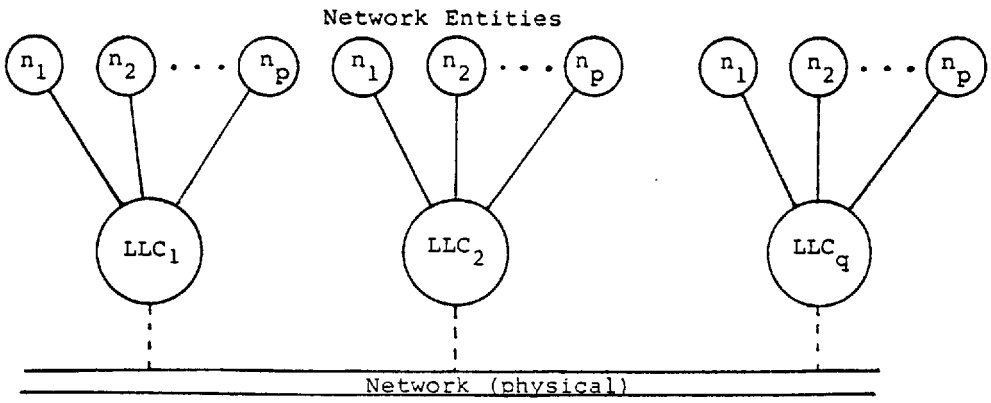 Network Entities
n1 n2 · · · np n1 n2 · · · np n1 n2 · · · np
LLC1 LLC2 LLCq
Network (physical)